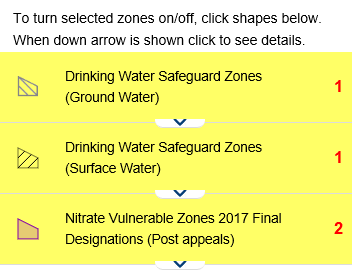 To turn selected zones on/off, click shapes below.
When down arrow is shown click to see details.
Drinking Water Safeguard Zones
(Ground Water)
1
Drinking Water Safeguard Zones
(Surface Water)
1
Nitrate Vulnerable Zones 2017 Final
Designations (Post appeals)
2